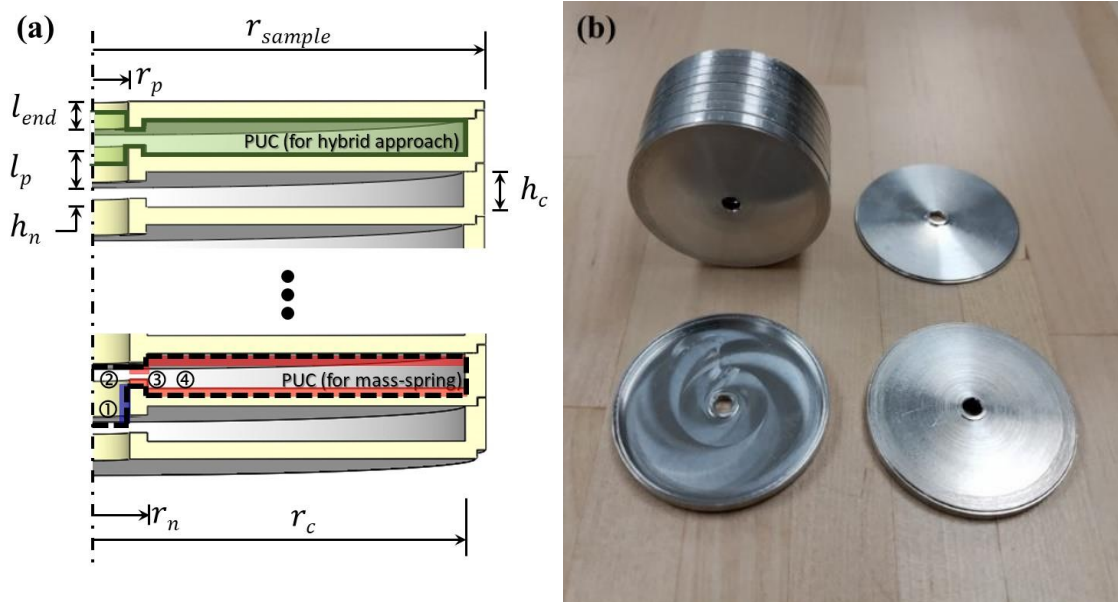 (a)
r_sample
r_p
l_end
PUC (for hybrid approach)
l_p
h_c
h_n
PUC (for mass-spring)
② ③ ④
①
r_n
r_c
(b)